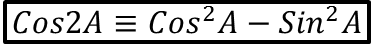 Cos2A ≡ Cos²A − Sin²A